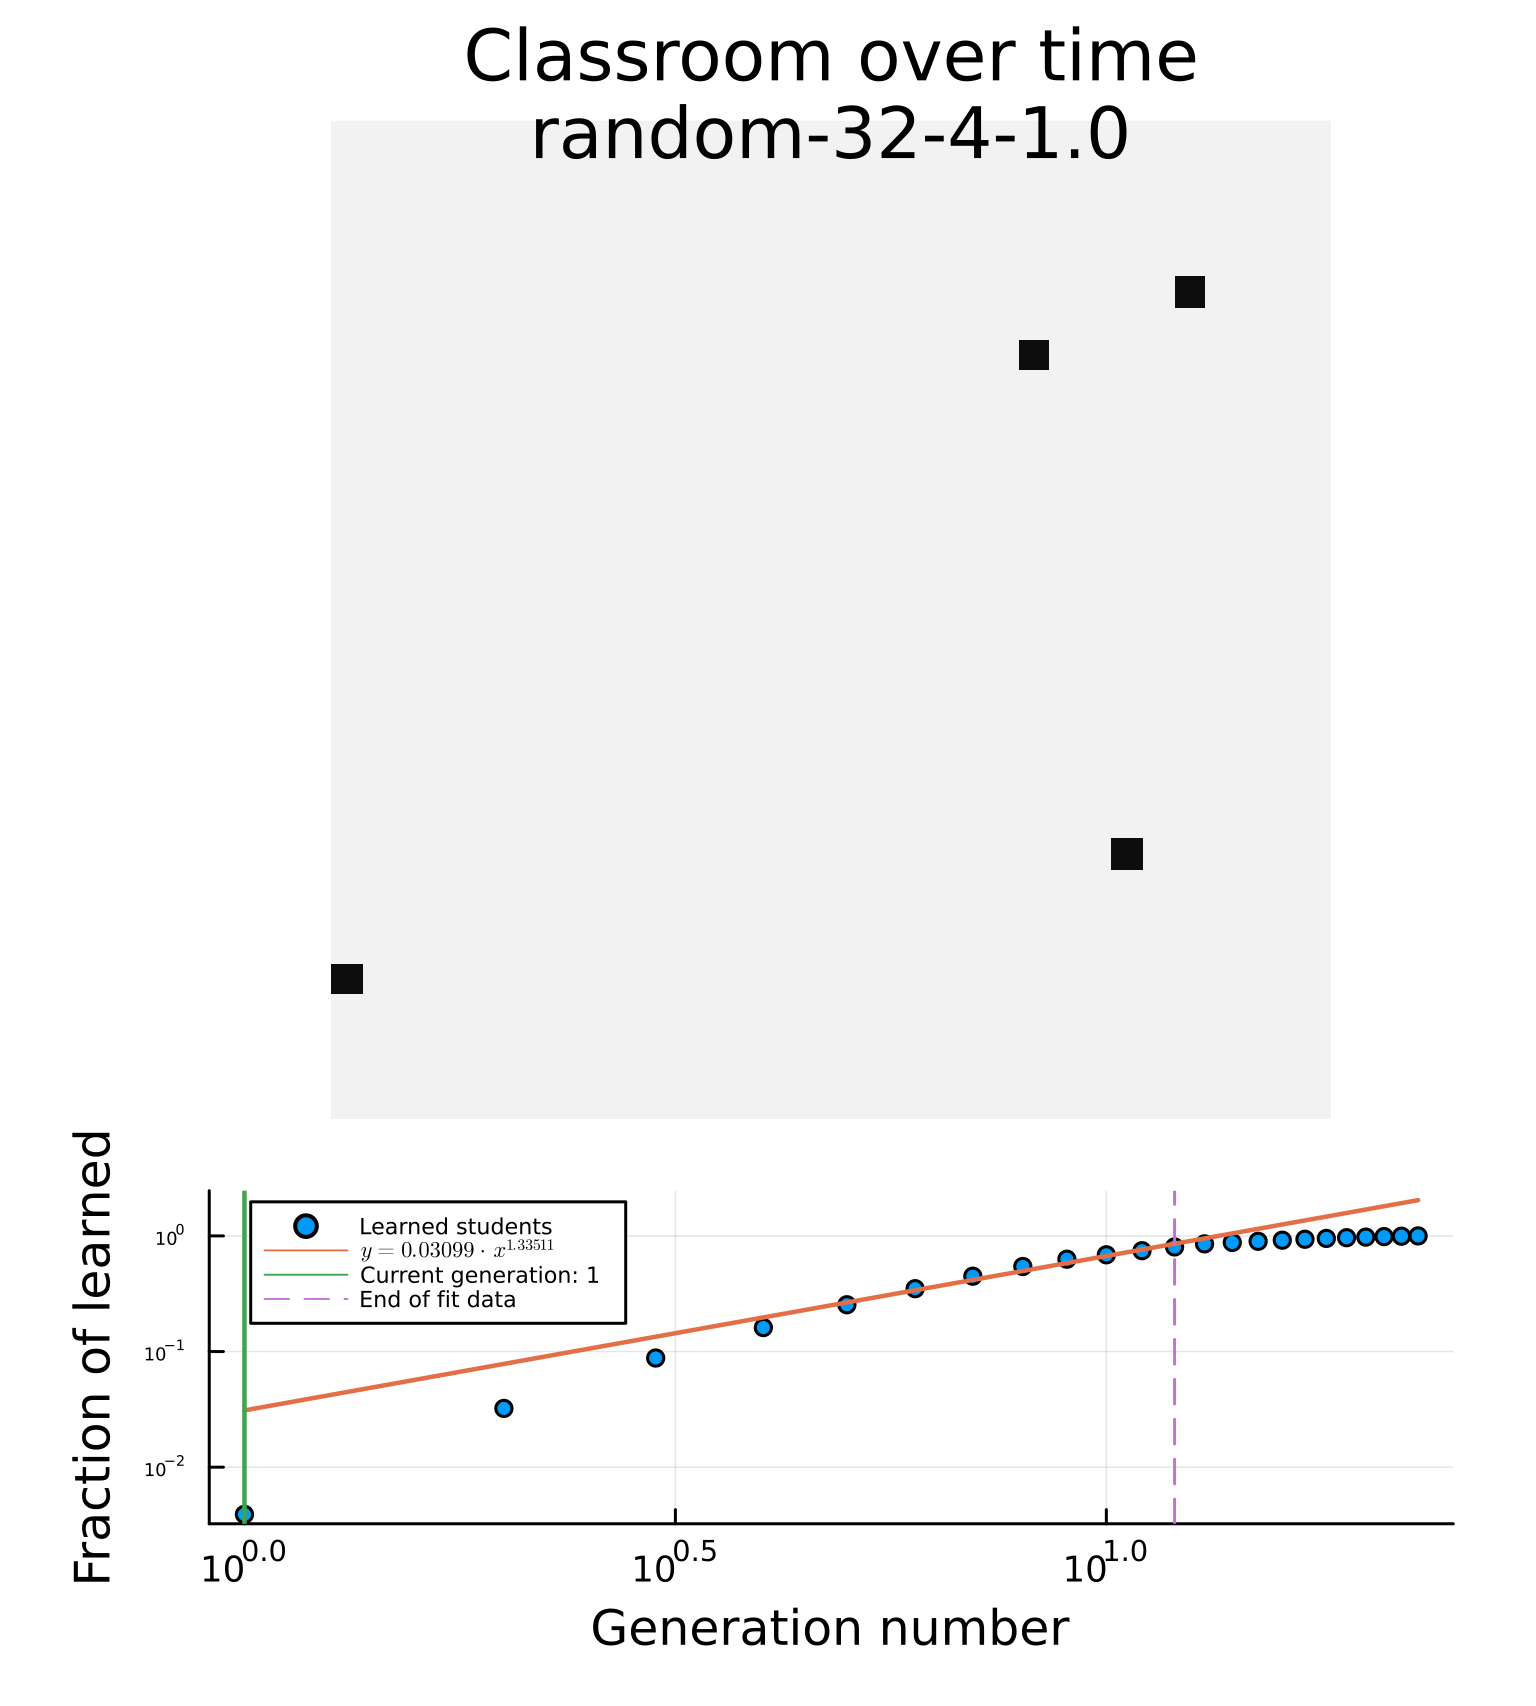 Classroom over time
random-32-4-1.0
Fraction of learned
10⁰
10⁻¹
10⁻²
Learned students
y = 0.03099 · x^1.33511
Current generation: 1
End of fit data
10^0.0
10^0.5
10^1.0
Generation number